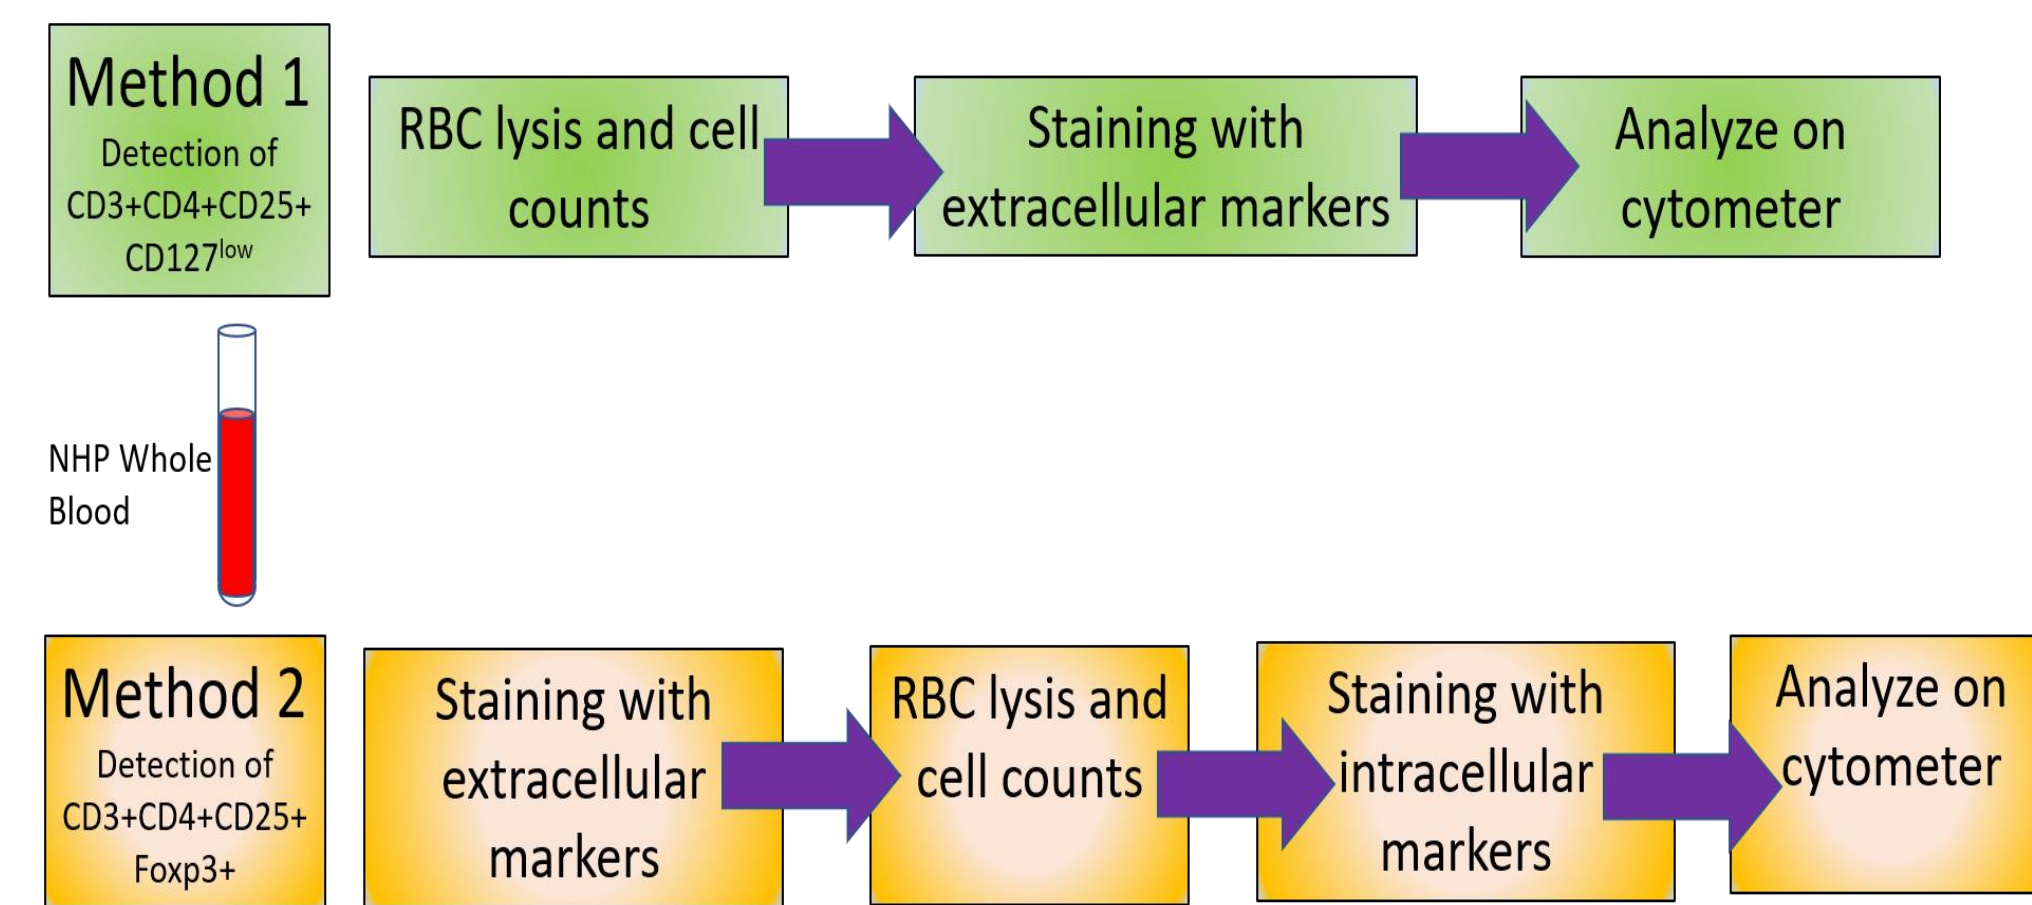 Method 1
Detection of
CD3+CD4+CD25+
CD127low
RBC lysis and cell
counts
Staining with
extracellular markers
Analyze on
cytometer
NHP Whole
Blood
Method 2
Detection of
CD3+CD4+CD25+
Foxp3+
Staining with
extracellular
markers
RBC lysis and
cell counts
Staining with
intracellular
markers
Analyze on
cytometer